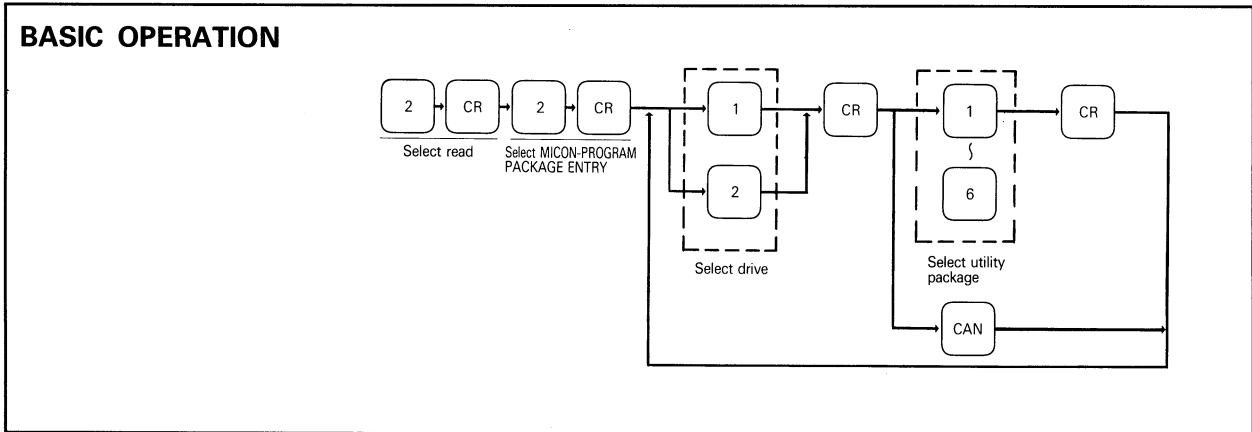 BASIC OPERATION
2 CR 2 CR 1 CR 1 CR
Select read
Select MICON-PROGRAM
PACKAGE ENTRY
2
6
Select drive
Select utility
package
CAN